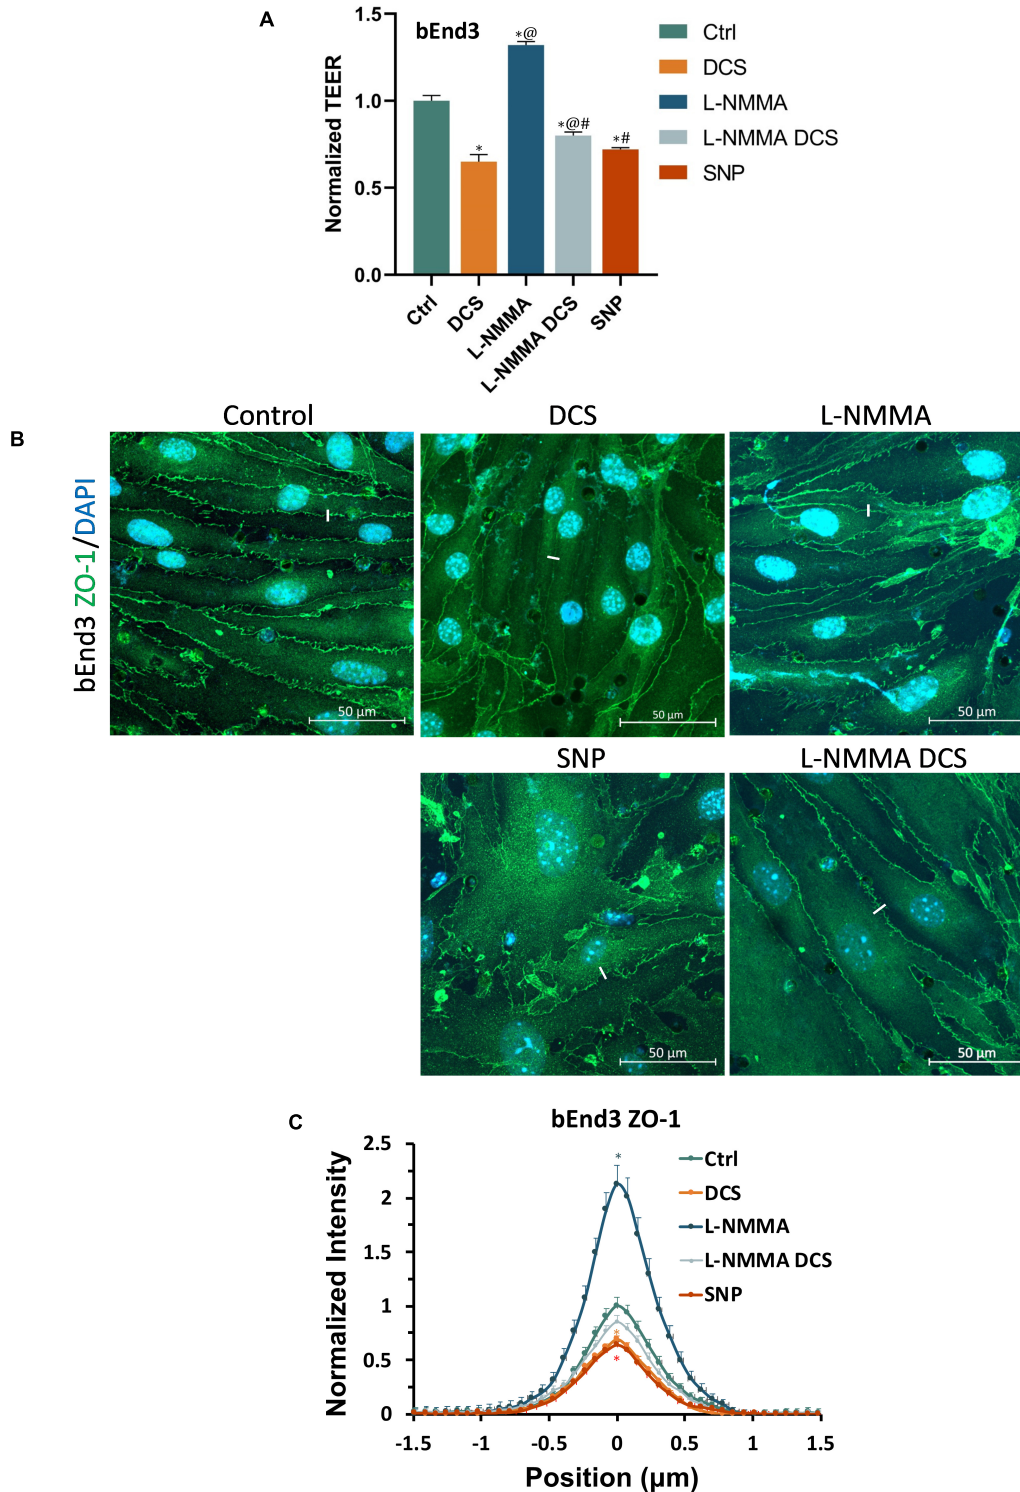 A
bEnd3
Normalized TEER
1.5
1.0
0.5
0.0
*
*@
*@#
*#
Ctrl
DCS
L-NMMA
L-NMMA DCS
SNP
Ctrl
DCS
L-NMMA
L-NMMA DCS
SNP
B
bEnd3 ZO-1/DAPI
Control
DCS
L-NMMA
50 µm
50 µm
50 µm
SNP
L-NMMA DCS
50 µm
50 µm
C
bEnd3 ZO-1
Normalized Intensity
2.5
2
1.5
1
0.5
0
*
*
*
Ctrl
DCS
L-NMMA
L-NMMA DCS
SNP
-1.5 -1 -0.5 0 0.5 1 1.5
Position (µm)